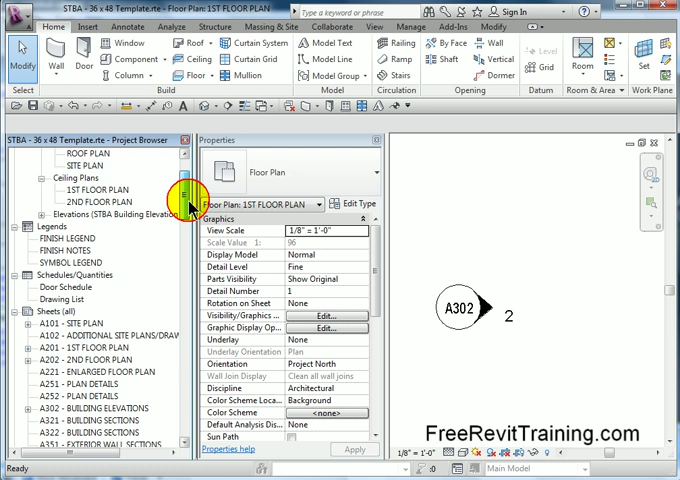 STBA - 36 x 48 Template.rte - Floor Plan: 1ST FLOOR PLAN
Type a keyword or phrase
Sign In
Home Insert Annotate Analyze Structure Massing & Site Collaborate View Manage Add-Ins Modify
Modify
Wall
Door
Window
Component
Column
Roof
Ceiling
Floor
Curtain System
Curtain Grid
Mullion
Model Text
Model Line
Model Group
Railing
Ramp
Stairs
By Face
Shaft
Wall
Vertical
Dormer
Level
Grid
Room
Set
Select
Build
Model
Circulation
Opening
Datum
Room & Area
Work Plane
STBA - 36 x 48 Template.rte - Project Browser
ROOF PLAN
SITE PLAN
Ceiling Plans
1ST FLOOR PLAN
2ND FLOOR PLAN
Elevations (STBA Building Elevation
Legends
FINISH LEGEND
FINISH NOTES
SYMBOL LEGEND
Schedules/Quantities
Door Schedule
Drawing List
Sheets (all)
A101 - SITE PLAN
A102 - ADDITIONAL SITE PLANS/DRAW
A201 - 1ST FLOOR PLAN
A202 - 2ND FLOOR PLAN
A221 - ENLARGED FLOOR PLAN
A251 - PLAN DETAILS
A252 - PLAN DETAILS
A302 - BUILDING ELEVATIONS
A321 - BUILDING SECTIONS
A322 - BUILDING SECTIONS
A351 - EXTERIOR WALL SECTIONS
Properties
Floor Plan
Floor Plan: 1ST FLOOR PLAN
Edit Type
Graphics
View Scale 1/8" = 1'-0"
Scale Value 1: 96
Display Model Normal
Detail Level Fine
Parts Visibility Show Original
Detail Number 1
Rotation on Sheet None
Visibility/Graphics ... Edit...
Graphic Display Op... Edit...
Underlay None
Underlay Orientation Plan
Orientation Project North
Wall Join Display Clean all wall joins
Discipline Architectural
Color Scheme Loca... Background
Color Scheme <none>
Default Analysis Dis... None
Sun Path
Properties help
Apply
A302
2
FreeRevitTraining.com
1/8" = 1'-0"
Ready
:0
Main Model